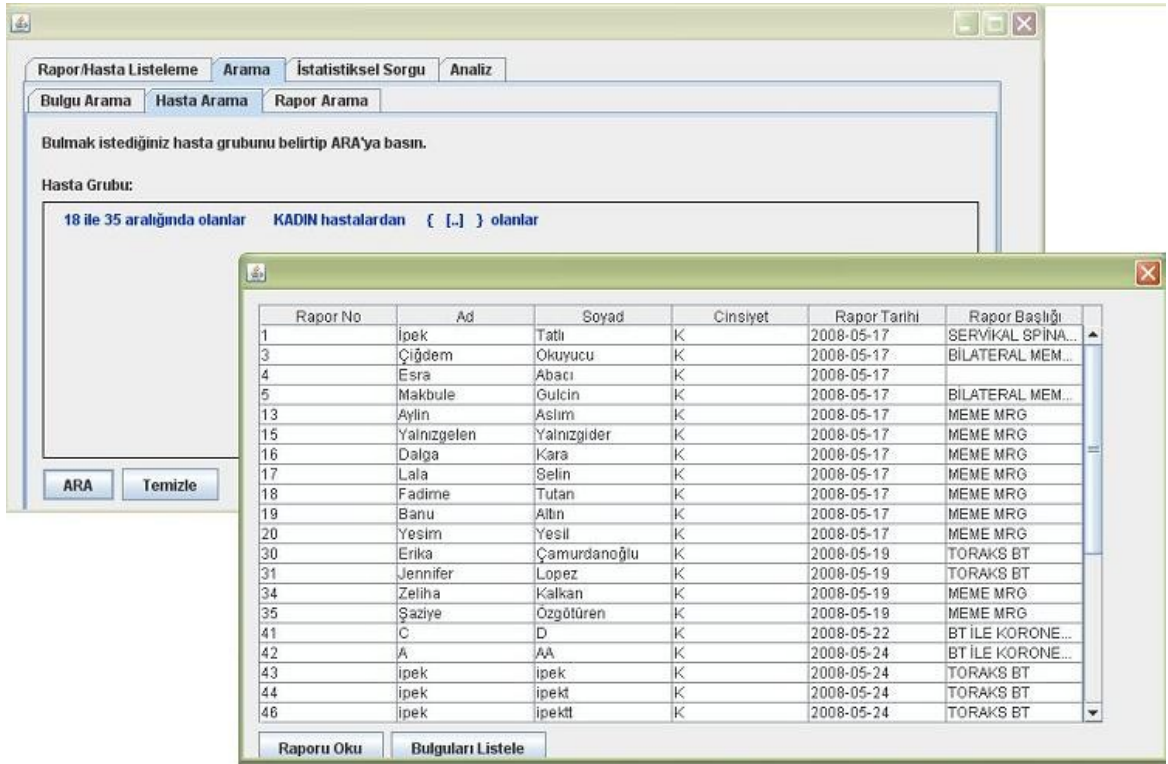 Rapor/Hasta Listeleme Arama İstatistiksel Sorgu Analiz
Bulgu Arama Hasta Arama Rapor Arama
Bulmak istediğiniz hasta grubunu belirtip ARA'ya basın.
Hasta Grubu:
18 ile 35 aralığında olanlar KADIN hastalardan { [..] } olanlar
ARA Temizle
Rapor No Ad Soyad Cinsiyet Rapor Tarihi Rapor Başlığı
1 İpek Tatlı K 2008-05-17 SERVİKAL SPİNA...
3 Çiğdem Okuyucu K 2008-05-17 BİLATERAL MEM...
4 Esra Abacı K 2008-05-17
5 Makbule Gulcin K 2008-05-17 BİLATERAL MEM...
13 Aylin Aslım K 2008-05-17 MEME MRG
15 Yalnızgelen Yalnızgider K 2008-05-17 MEME MRG
16 Dalga Kara K 2008-05-17 MEME MRG
17 Lala Selin K 2008-05-17 MEME MRG
18 Fadime Tutan K 2008-05-17 MEME MRG
19 Banu Altın K 2008-05-17 MEME MRG
20 Yesim Yesil K 2008-05-17 MEME MRG
30 Erika Çamurdanoğlu K 2008-05-19 TORAKS BT
31 Jennifer Lopez K 2008-05-19 TORAKS BT
34 Zeliha Kalkan K 2008-05-19 MEME MRG
35 Şaziye Özgötüren K 2008-05-19 MEME MRG
41 C D K 2008-05-22 BT İLE KORONE...
42 A AA K 2008-05-24 BT İLE KORONE...
43 ipek ipek K 2008-05-24 TORAKS BT
44 ipek ipekt K 2008-05-24 TORAKS BT
46 ipek ipektt K 2008-05-24 TORAKS BT
Raporu Oku Bulguları Listele